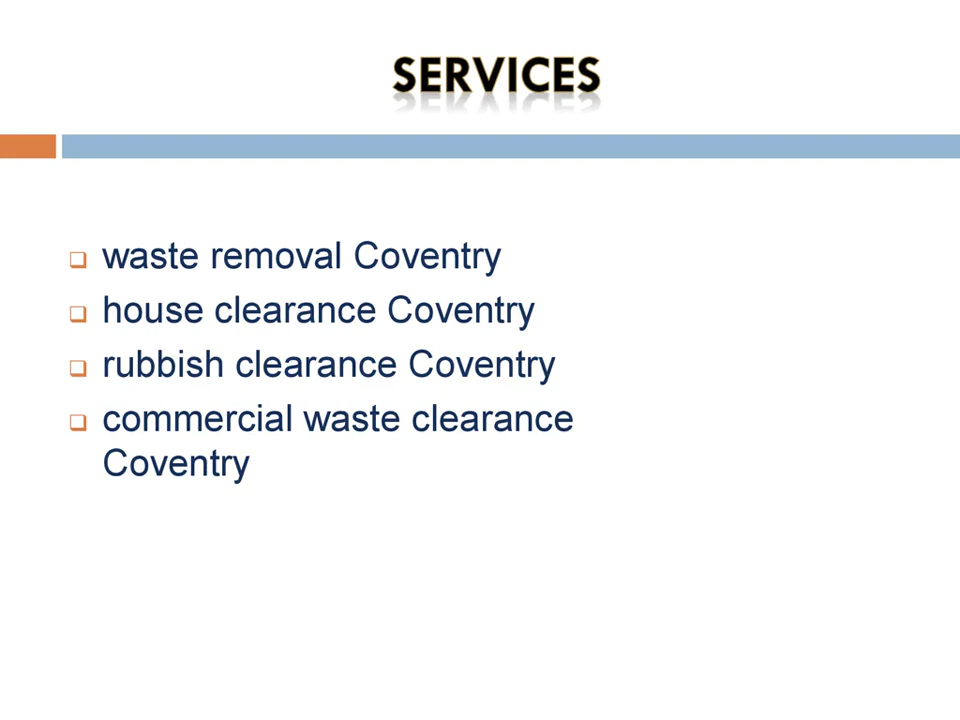 SERVICES
waste removal Coventry
house clearance Coventry
rubbish clearance Coventry
commercial waste clearance
Coventry